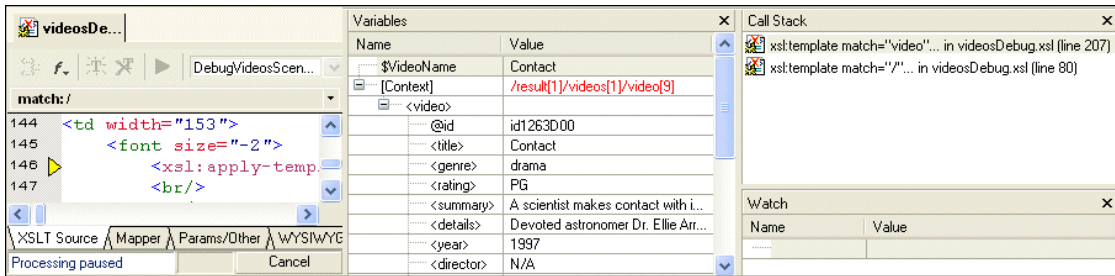 videosDe...
DebugVideosScen...
match: /
144 <td width="153">
145 <font size="-2">
146 <xsl:apply-temp.
147 <br/>
XSLT Source Mapper Params/Other WYSIWYG
Processing paused Cancel
Variables
Name Value
$VideoName Contact
[Context] /result[1]/videos[1]/video[9]
<video>
@id id1263D00
<title> Contact
<genre> drama
<rating> PG
<summary> A scientist makes contact with i...
<details> Devoted astronomer Dr. Ellie Arr...
<year> 1997
<director> N/A
Call Stack
xsl:template match="video"... in videosDebug.xsl (line 207)
xsl:template match="/"... in videosDebug.xsl (line 80)
Watch
Name Value